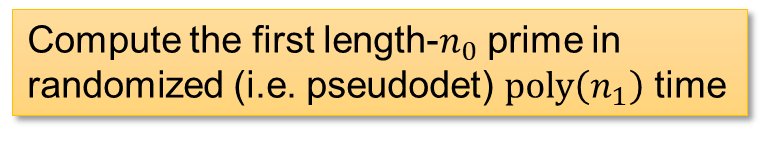 Compute the first length-n₀ prime in
randomized (i.e. pseudodet) poly(n₁) time